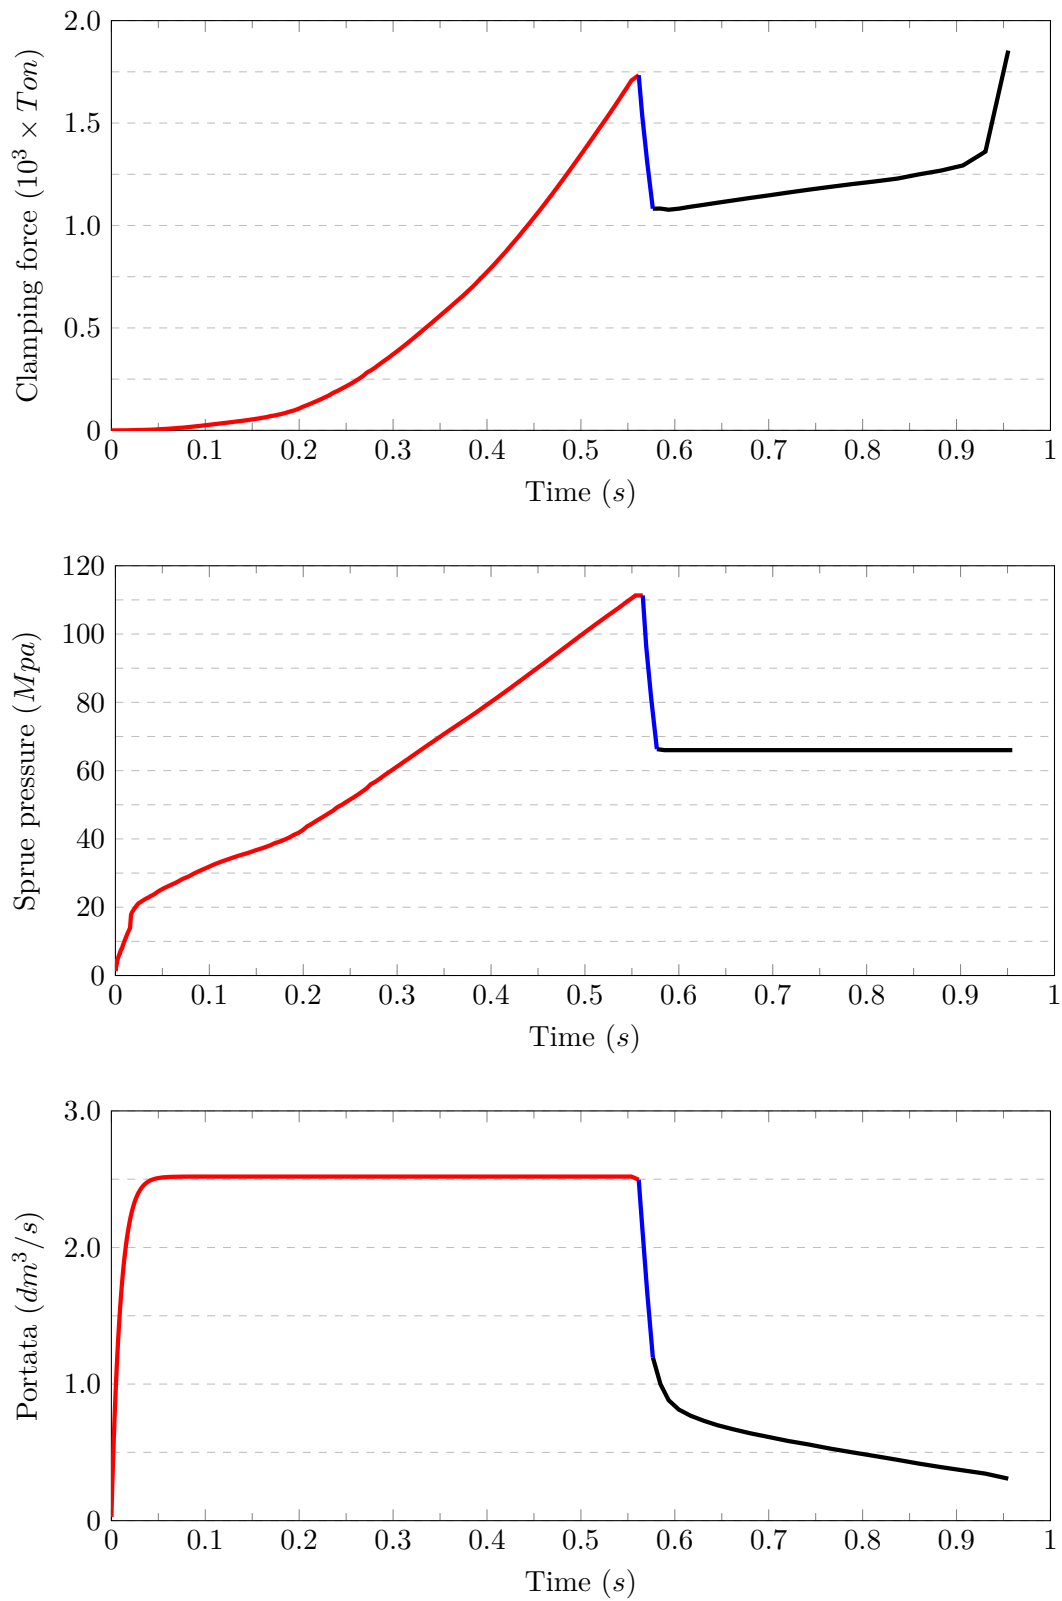 2.0
1.5
1.0
0.5
0
Clamping force (10³ × Ton)
0 0.1 0.2 0.3 0.4 0.5 0.6 0.7 0.8 0.9 1
Time (s)
120
100
80
60
40
20
0
Sprue pressure (Mpa)
0 0.1 0.2 0.3 0.4 0.5 0.6 0.7 0.8 0.9 1
Time (s)
3.0
2.0
1.0
0
Portata (dm³/s)
0 0.1 0.2 0.3 0.4 0.5 0.6 0.7 0.8 0.9 1
Time (s)